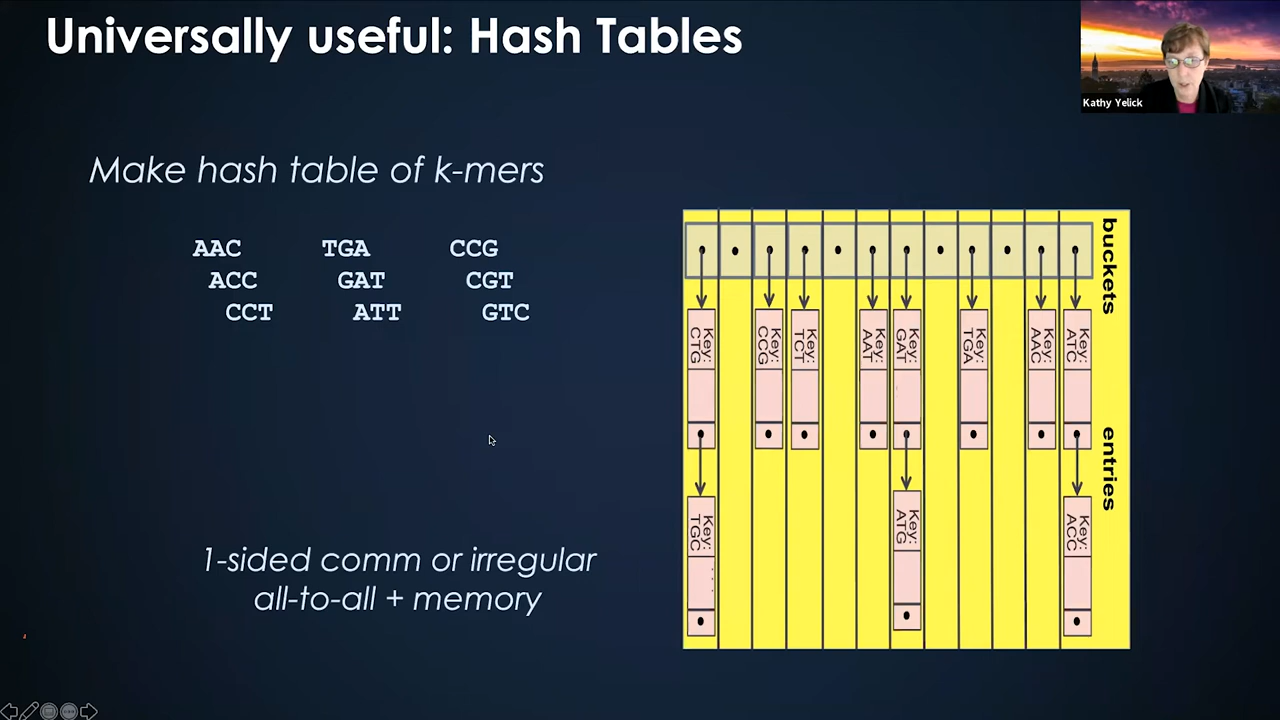 Universally useful: Hash Tables
Kathy Yelick
Make hash table of k-mers
AAC TGA CCG
ACC GAT CGT
CCT ATT GTC
1-sided comm or irregular
all-to-all + memory
buckets
Key: CTG
Key: CCG
Key: TCT
Key: AAT
Key: GAT
Key: TGA
Key: AAC
Key: ATC
entries
Key: TGC
Key: ATG
Key: ACC